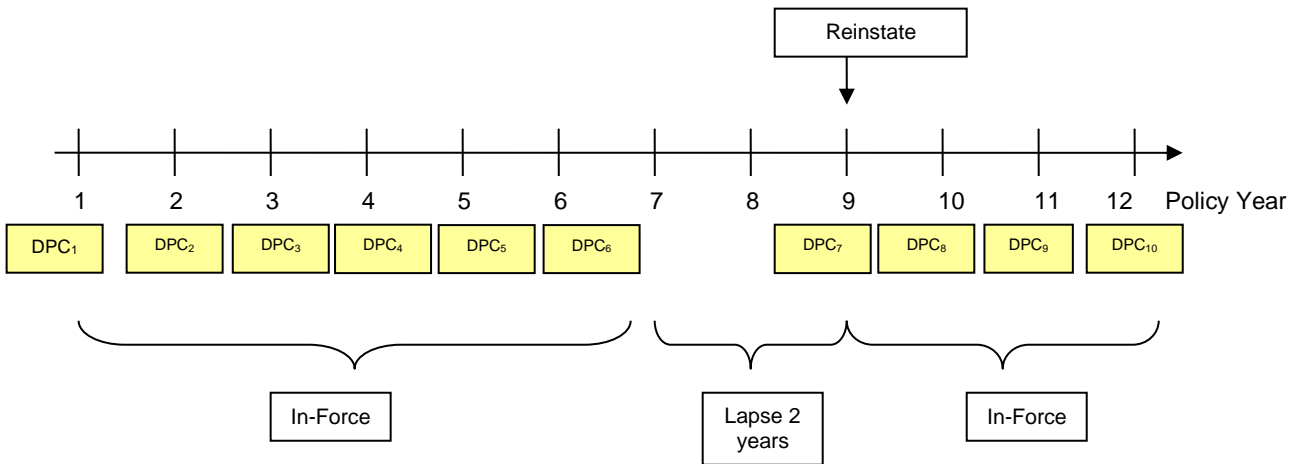 Reinstate
1 2 3 4 5 6 7 8 9 10 11 12 Policy Year
DPC₁ DPC₂ DPC₃ DPC₄ DPC₅ DPC₆ DPC₇ DPC₈ DPC₉ DPC₁₀
In-Force
Lapse 2
years
In-Force